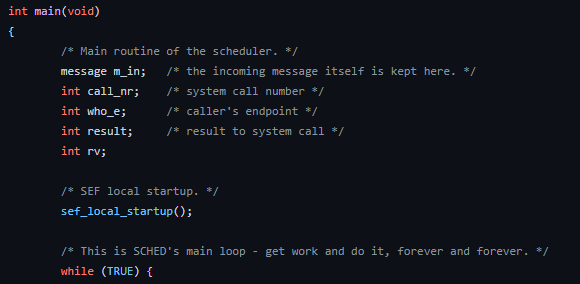 int main(void)
{
/* Main routine of the scheduler. */
message m_in; /* the incoming message itself is kept here. */
int call_nr; /* system call number */
int who_e; /* caller's endpoint */
int result; /* result to system call */
int rv;
/* SEF local startup. */
sef_local_startup();
/* This is SCHED's main loop - get work and do it, forever and forever. */
while (TRUE) {